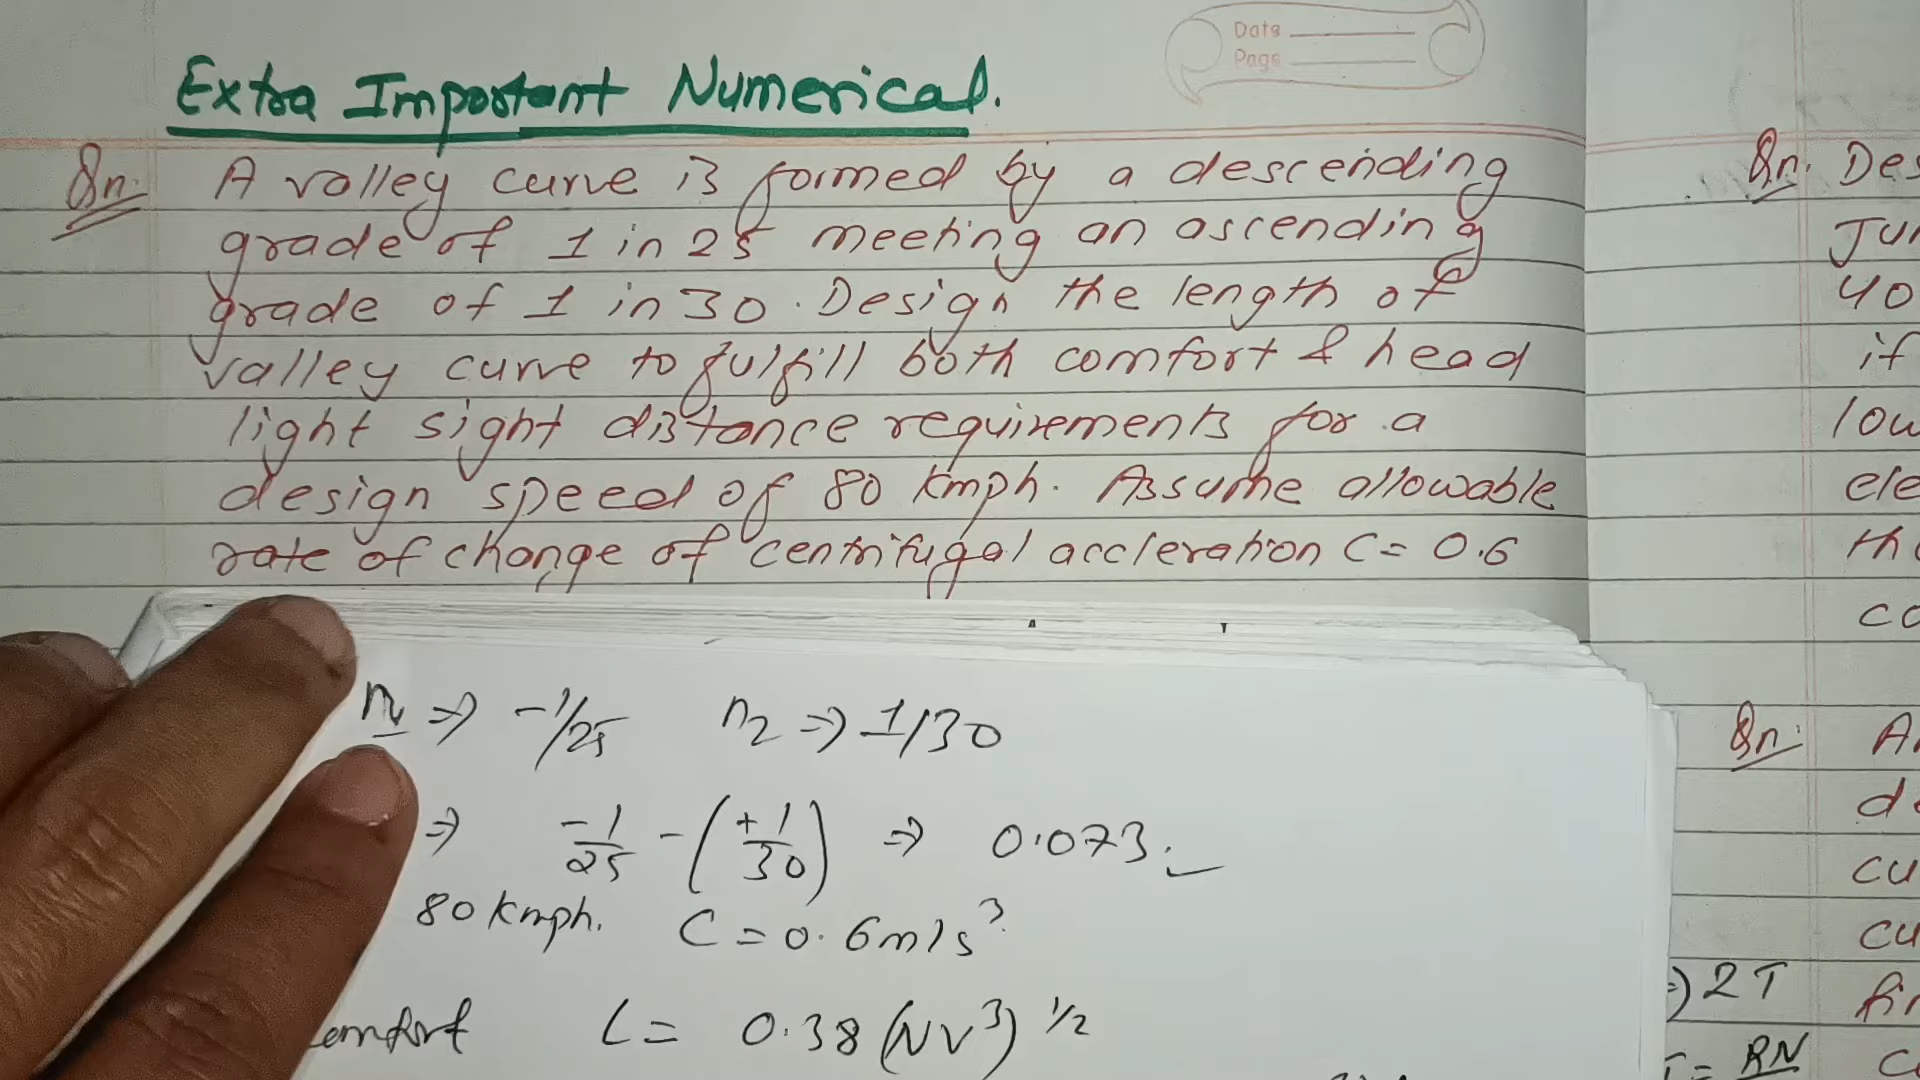 Date
Page
Extra Important Numerical.
Qn: A valley curve is formed by a descending
grade of 1 in 25 meeting an ascending
grade of 1 in 30. Design the length of
valley curve to fulfill both comfort & head
light sight distance requirements for a
design speed of 80 kmph. Assume allowable
rate of change of centrifugal accleration C = 0.6
n1 => -1/25 n2 => 1/30
=> -1/25 - (+1/30) => 0.073.
80 kmph. C = 0.6 m/s³
omfort L = 0.38 (NV³) ½
Qn. Des
Jun
40
if
low
ele
th
co
Qn: A
d
cu
cu
=) 2T fin
= RN c